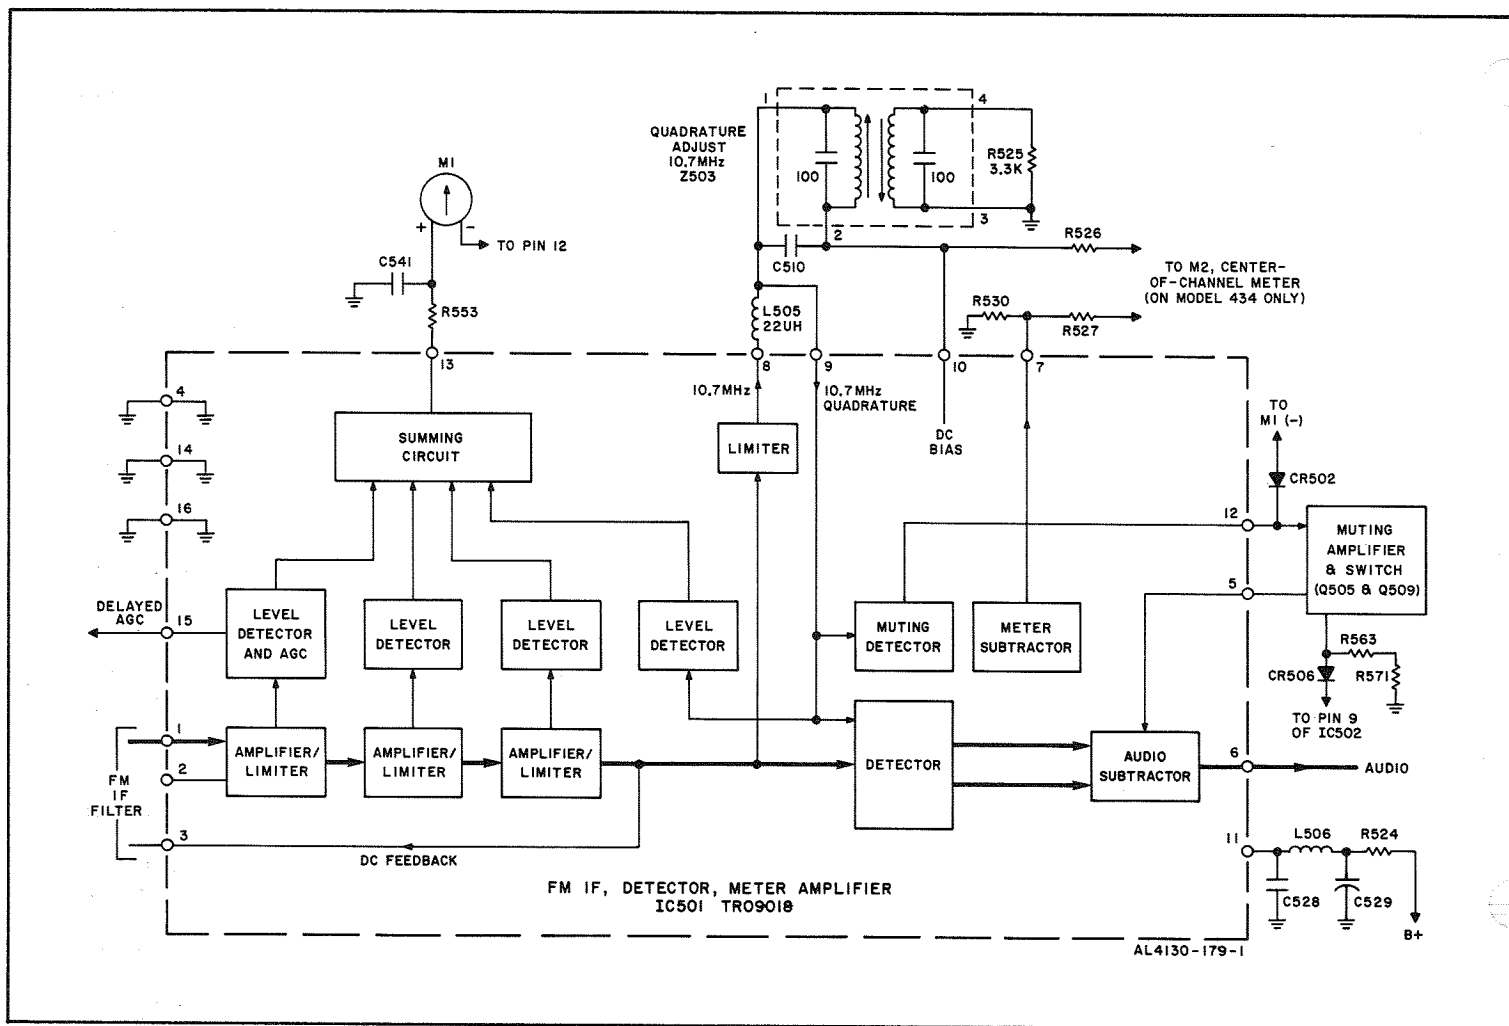 1
4
QUADRATURE
ADJUST
10.7MHz
Z503
100
100
R525
3.3K
3
2
M1
+
-
TO PIN 12
C541
R553
13
C510
R526
TO M2, CENTER-
OF-CHANNEL METER
(ON MODEL 434 ONLY)
L505
22UH
R530
R527
8
9
10
7
10.7MHz
10.7MHz
QUADRATURE
DC
BIAS
4
14
16
SUMMING
CIRCUIT
LIMITER
TO
M1 (-)
CR502
12
MUTING
AMPLIFIER
& SWITCH
(Q505 & Q509)
5
DELAYED
AGC
15
LEVEL
DETECTOR
AND AGC
LEVEL
DETECTOR
LEVEL
DETECTOR
LEVEL
DETECTOR
MUTING
DETECTOR
METER
SUBTRACTOR
R563
CR506
R571
TO PIN 9
OF IC502
1
2
FM
IF
FILTER
3
AMPLIFIER/
LIMITER
AMPLIFIER/
LIMITER
AMPLIFIER/
LIMITER
DETECTOR
AUDIO
SUBTRACTOR
6
AUDIO
DC FEEDBACK
11
L506
R524
C528
C529
B+
FM IF, DETECTOR, METER AMPLIFIER
IC501 TR09018
AL4130-179-1